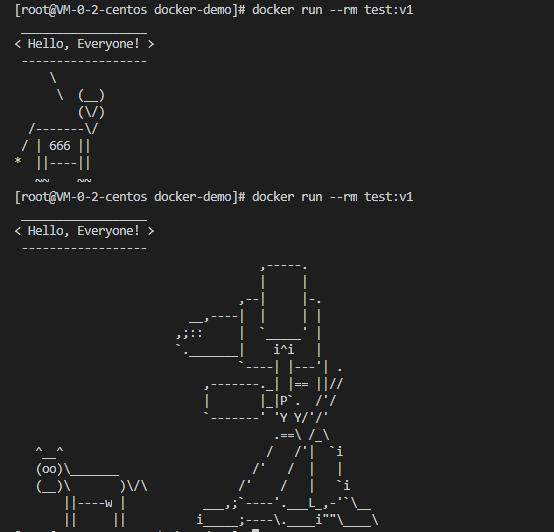 [root@VM-0-2-centos docker-demo]# docker run --rm test:v1
 __________________
< Hello, Everyone! >
 ------------------
     \
      \  (__)
         (\/)
  /-------\/
 / | 666 ||
*  ||----||
   ~~    ~~
[root@VM-0-2-centos docker-demo]# docker run --rm test:v1
 __________________
< Hello, Everyone! >
 ------------------
                                   ,-----.
                                   |     |
                                ,--|     |-.
                         __,----|  |     | |
                       ,;::     |  `_____' |
                       `._______|    i^i   |
                                `----| |---'| .
                           ,-------._| |== ||//
                           |       |_|P`.  /'/
                           `-------' 'Y Y/'/'
                                     .==\ /_\
   ^__^                             /   /'|  `i
   (oo)\_______                   /'   /  |   |
   (__)\       )\/\             /'    /   |   `i
       ||----w |           ___,;`----'.___L_,-'`\__
       ||     ||          i_____;----\.____i""\____\